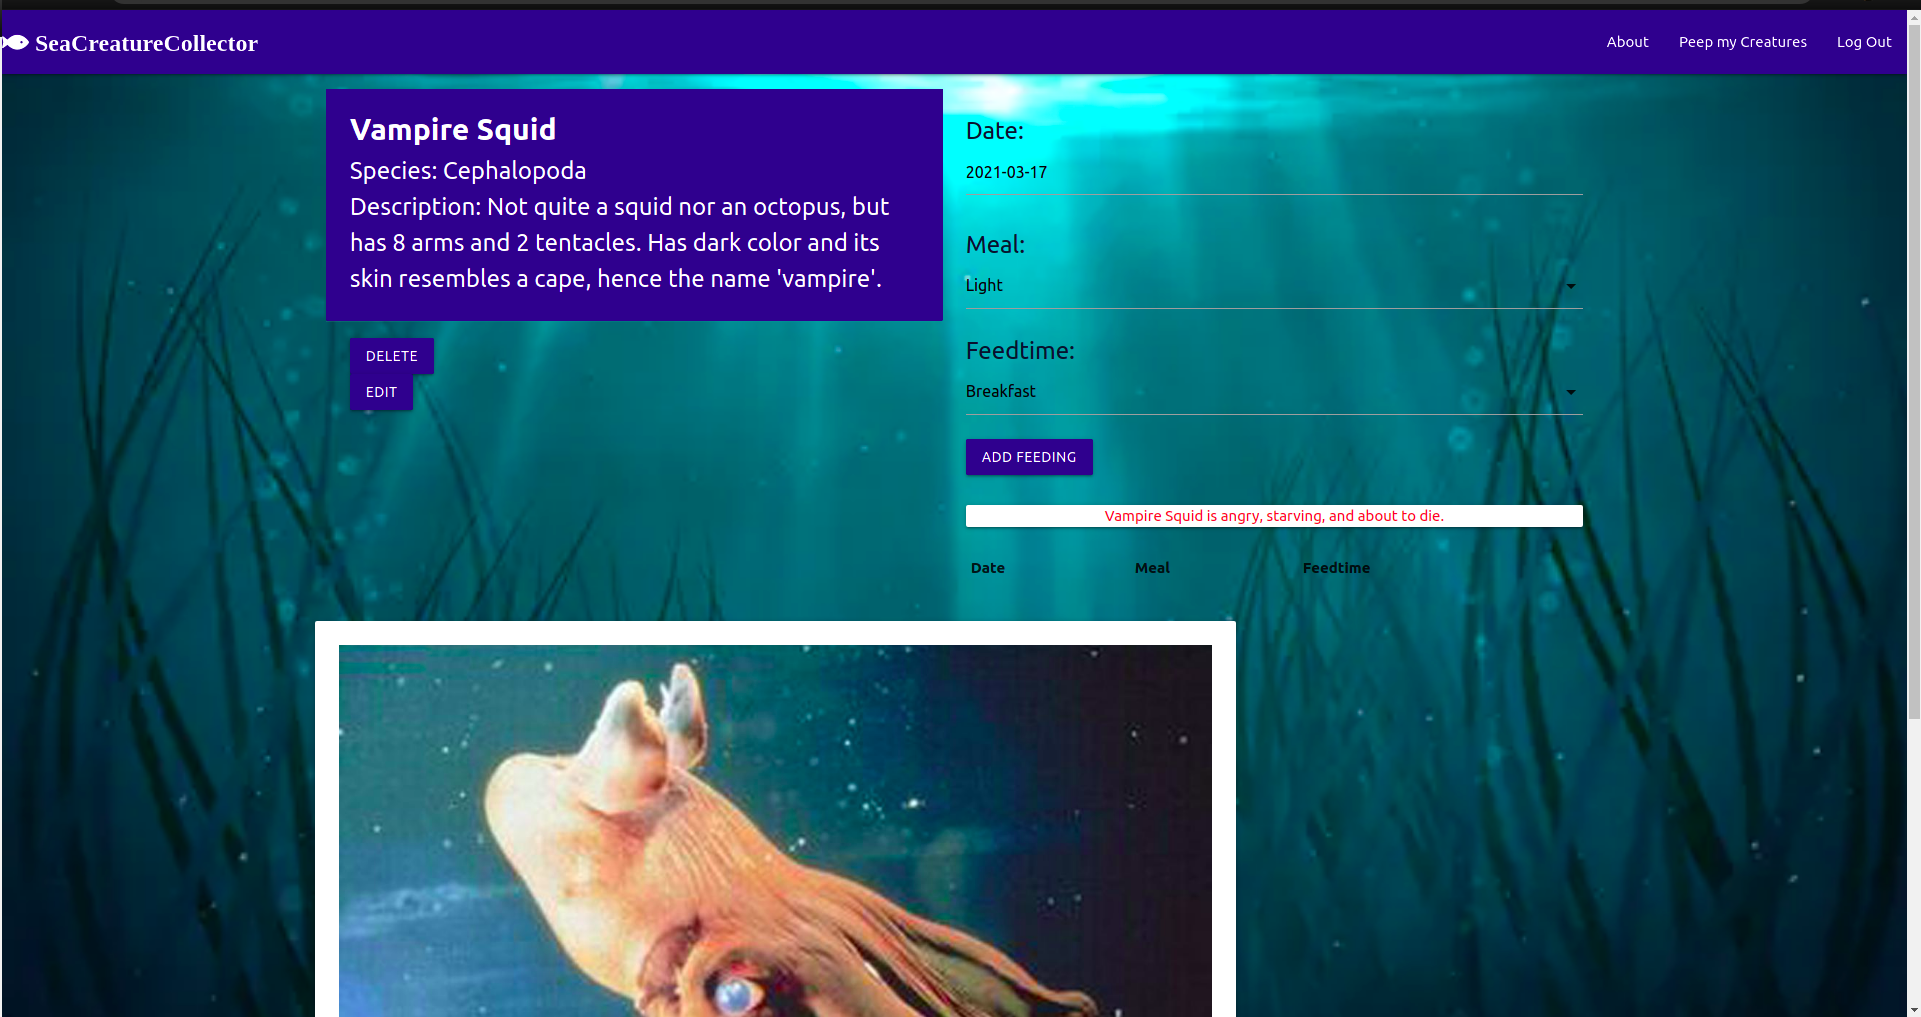 SeaCreatureCollector
About Peep my Creatures Log Out
Vampire Squid
Species: Cephalopoda
Description: Not quite a squid nor an octopus, but
has 8 arms and 2 tentacles. Has dark color and its
skin resembles a cape, hence the name 'vampire'.
DELETE
EDIT
Date:
2021-03-17
Meal:
Light
Feedtime:
Breakfast
ADD FEEDING
Vampire Squid is angry, starving, and about to die.
Date Meal Feedtime